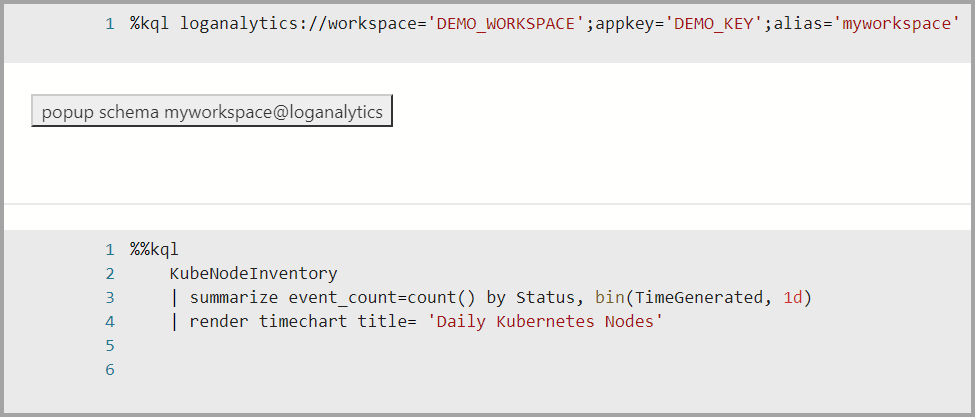 1 %kql loganalytics://workspace='DEMO_WORKSPACE';appkey='DEMO_KEY';alias='myworkspace'
popup schema myworkspace@loganalytics
1 %%kql
2     KubeNodeInventory
3     | summarize event_count=count() by Status, bin(TimeGenerated, 1d)
4     | render timechart title= 'Daily Kubernetes Nodes'
5
6